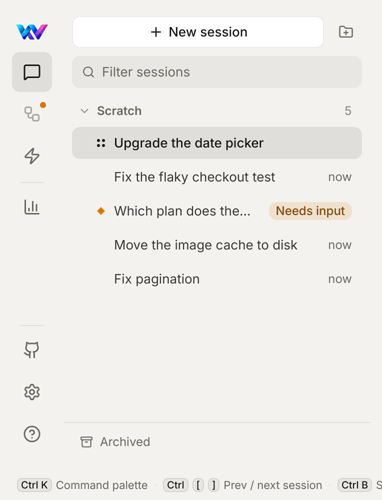 New session
Filter sessions
Scratch 5
Upgrade the date picker
Fix the flaky checkout test now
Which plan does the... Needs input
Move the image cache to disk now
Fix pagination now
Archived
Ctrl K Command palette · Ctrl [ ] Prev / next session · Ctrl B S